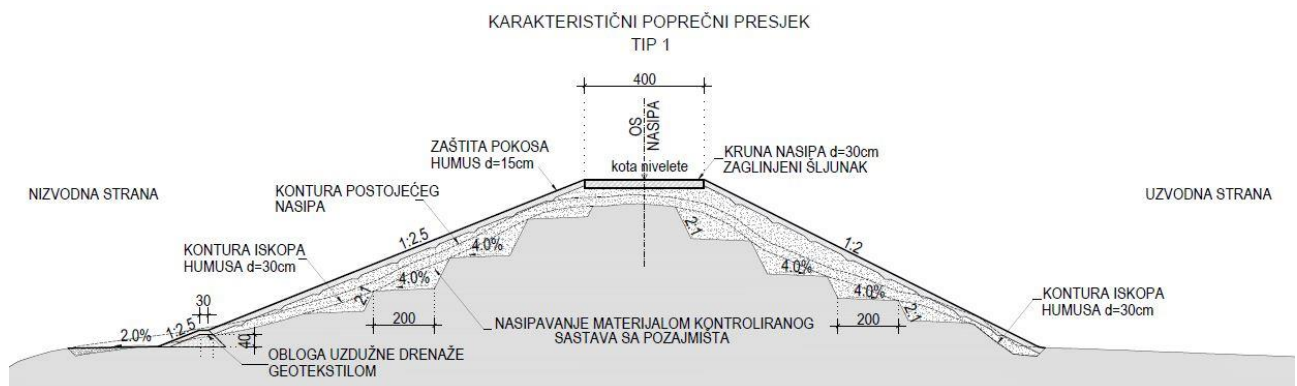 KARAKTERISTIČNI POPREČNI PRESJEK
TIP 1
400
OS
NASIPA
ZAŠTITA POKOSA
HUMUS d=15cm
kota nivelete
KRUNA NASIPA d=30cm
ZAGLINJENI ŠLJUNAK
NIZVODNA STRANA
KONTURA POSTOJEĆEG
NASIPA
UZVODNA STRANA
1:2.5
2:1
1:2
KONTURA ISKOPA
HUMUSA d=30cm
4.0%
4.0%
4.0%
4.0%
2:1
2:1
30
200
200
KONTURA ISKOPA
HUMUSA d=30cm
2.0%
1:2.5
40
NASIPAVANJE MATERIJALOM KONTROLIRANOG
SASTAVA SA POZAJMIŠTA
OBLOGA UZDUŽNE DRENAŽE
GEOTEKSTILOM